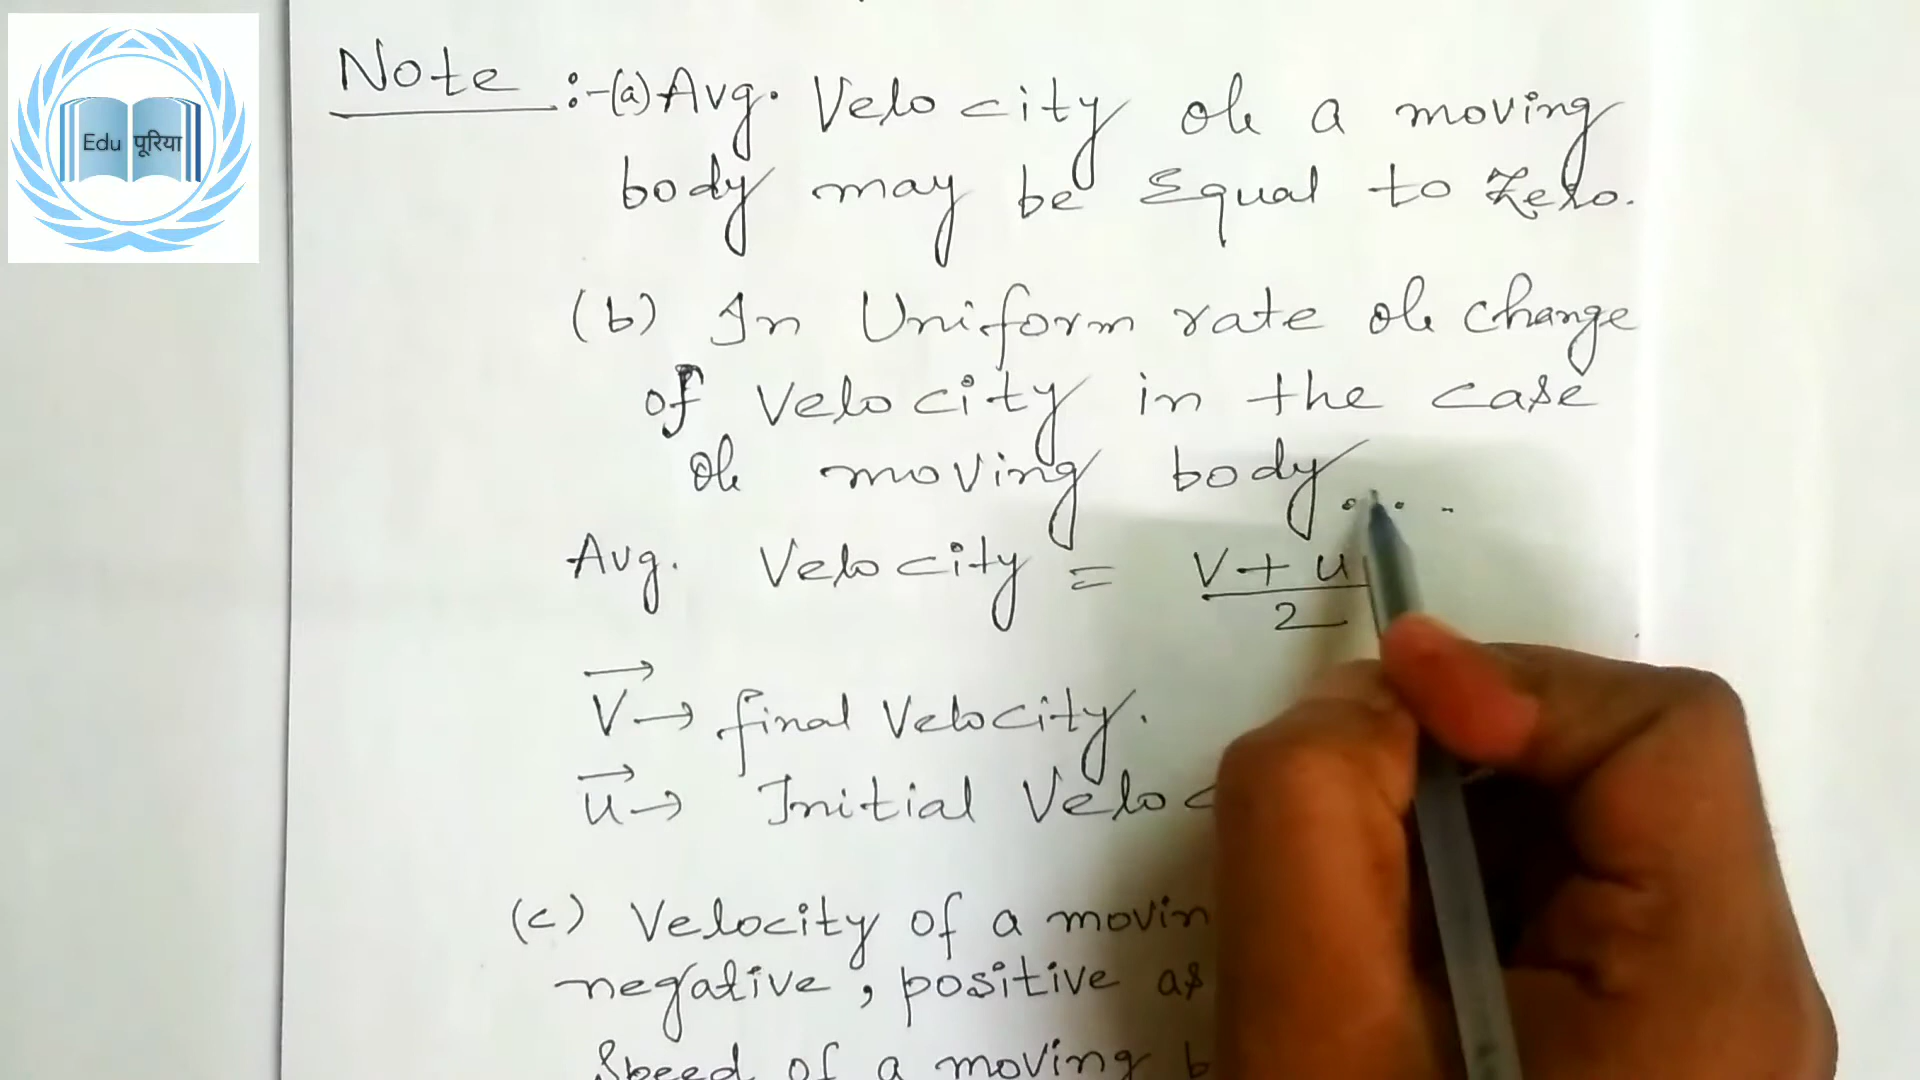 Edu पूरिया
Note :-(a) Avg. Velocity of a moving
body may be Equal to Zero.
(b) In Uniform rate of change
of Velocity in the case
of moving body....
Avg. Velocity = V+u/2
V→ final Velocity.
u→ Initial Veloc
(c) Velocity of a movin
negative, positive as
Speed of a moving b